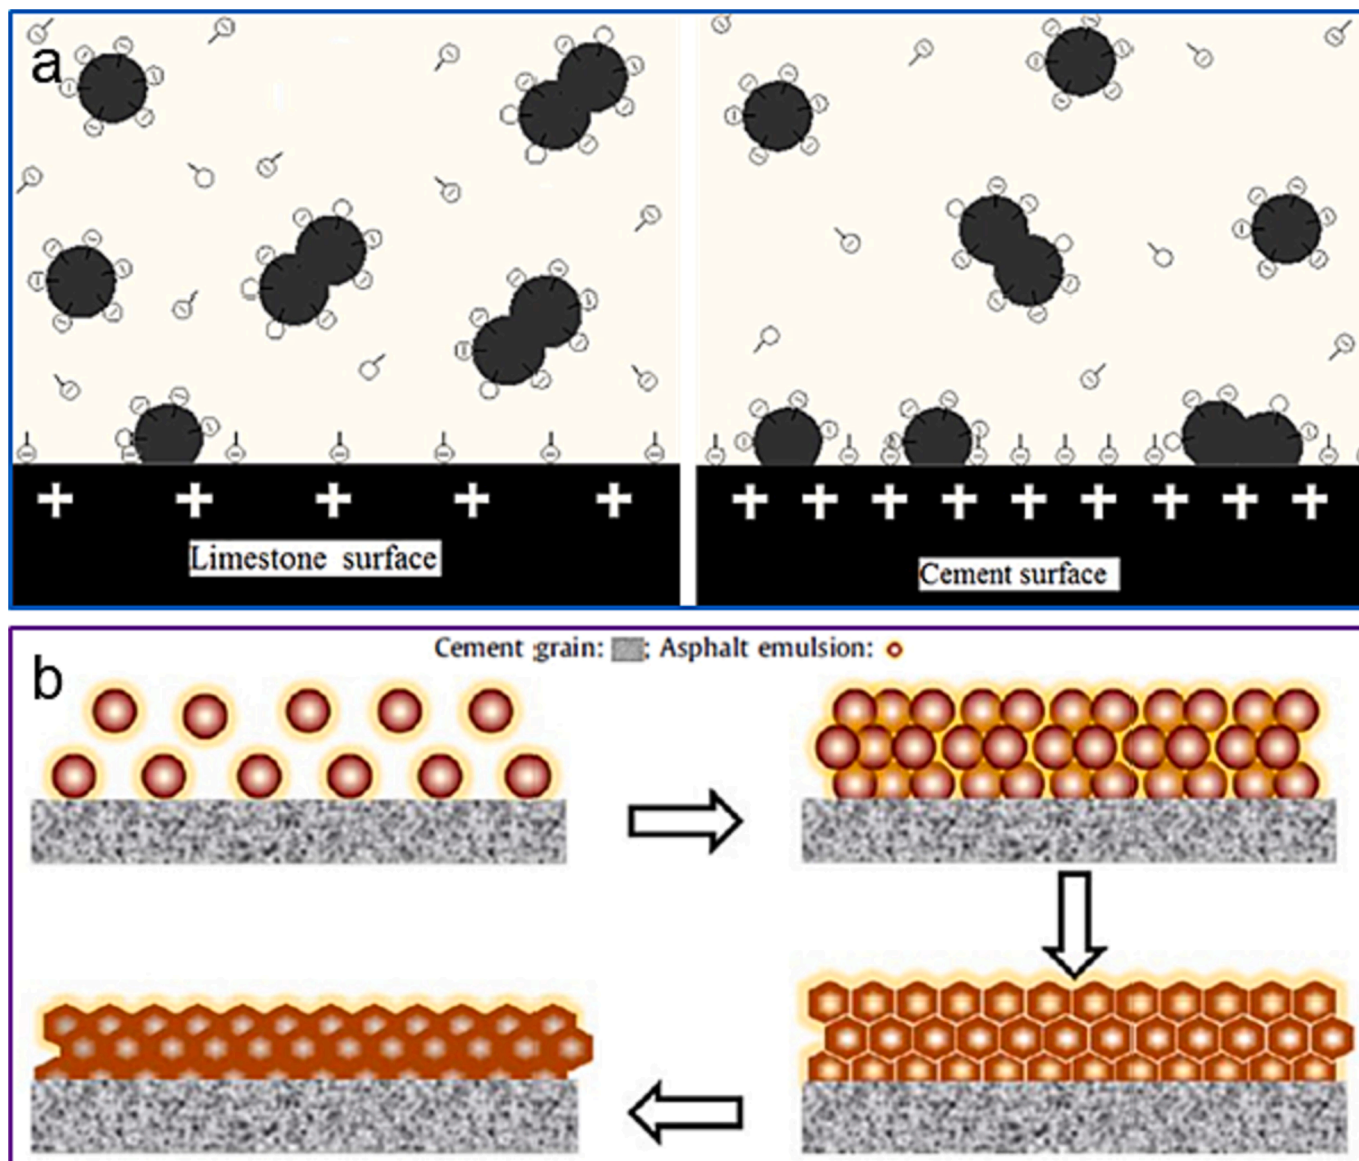 a
Limestone surface
Cement surface
b
Cement grain: ; Asphalt emulsion: